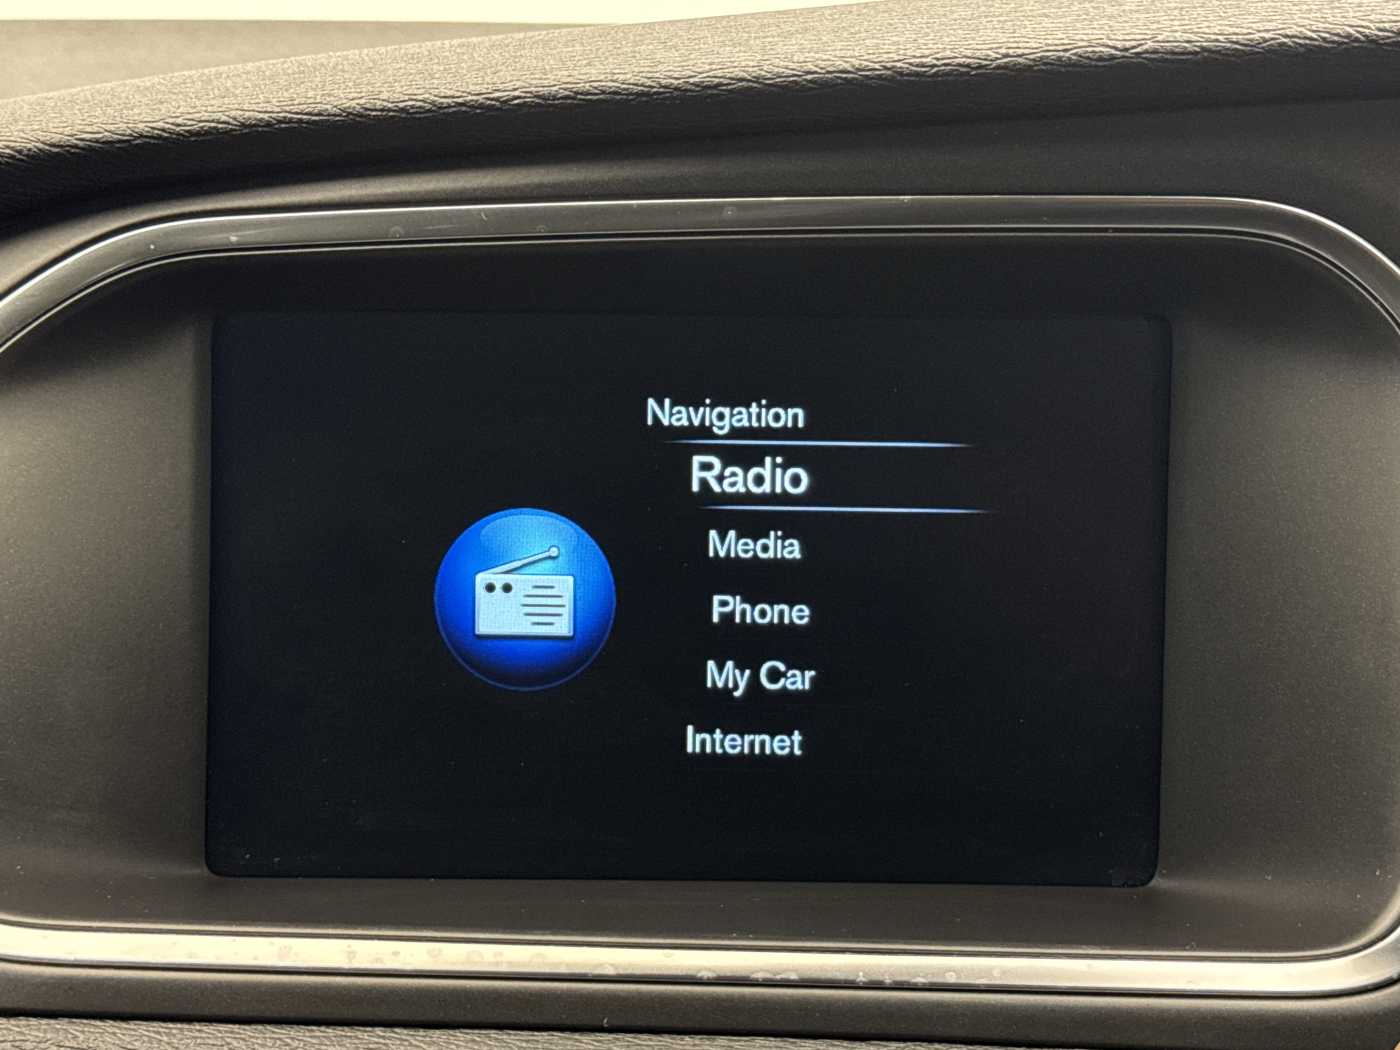 Navigation
Radio
Media
Phone
My Car
Internet